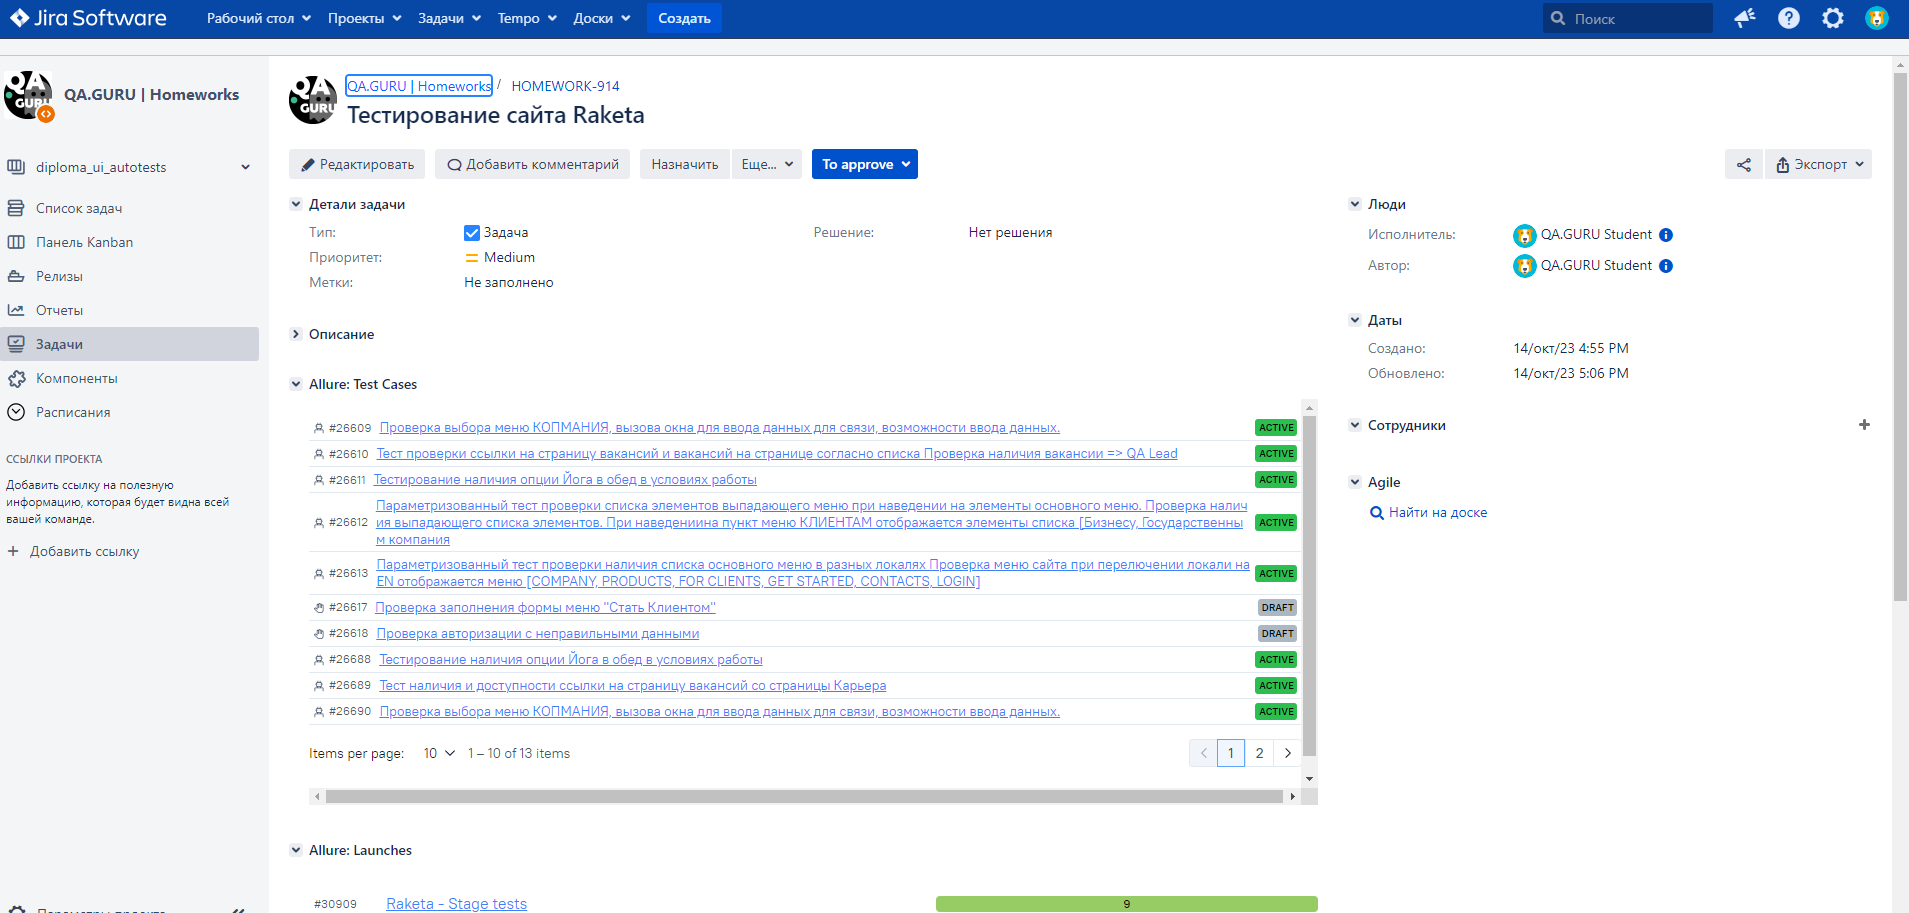 Jira Software
Рабочий стол
Проекты
Задачи
Tempo
Доски
Создать
Поиск
QA GURU
QA.GURU | Homeworks
diploma_ui_autotests
Список задач
Панель Kanban
Релизы
Отчеты
Задачи
Компоненты
Расписания
ССЫЛКИ ПРОЕКТА
Добавить ссылку на полезную
информацию, которая будет видна всей
вашей команде.
+ Добавить ссылку
Параметры проекта
QA GURU
QA.GURU | Homeworks / HOMEWORK-914
Тестирование сайта Raketa
Редактировать
Добавить комментарий
Назначить
Еще...
To approve
Экспорт
Детали задачи
Тип: Задача
Решение: Нет решения
Приоритет: Medium
Метки: Не заполнено
Описание
Allure: Test Cases
#26609 Проверка выбора меню КОПМАНИЯ, вызова окна для ввода данных для связи, возможности ввода данных. ACTIVE
#26610 Тест проверки ссылки на страницу вакансий и вакансий на странице согласно списка Проверка наличия вакансии => QA Lead ACTIVE
#26611 Тестирование наличия опции Йога в обед в условиях работы ACTIVE
#26612 Параметризованный тест проверки списка элементов выпадающего меню при наведении на элементы основного меню. Проверка налич
ия выпадающего списка элементов. При наведениина пункт меню КЛИЕНТАМ отображается элементы списка [Бизнесу, Государственны
м компания ACTIVE
#26613 Параметризованный тест проверки наличия списка основного меню в разных локалях Проверка меню сайта при перелючении локали на
EN отображается меню [COMPANY, PRODUCTS, FOR CLIENTS, GET STARTED, CONTACTS, LOGIN] ACTIVE
#26617 Проверка заполнения формы меню "Стать Клиентом" DRAFT
#26618 Проверка авторизации с неправильными данными DRAFT
#26688 Тестирование наличия опции Йога в обед в условиях работы ACTIVE
#26689 Тест наличия и доступности ссылки на страницу вакансий со страницы Карьера ACTIVE
#26690 Проверка выбора меню КОПМАНИЯ, вызова окна для ввода данных для связи, возможности ввода данных. ACTIVE
Items per page: 10 1 – 10 of 13 items
1 2
Allure: Launches
#30909 Raketa - Stage tests 9
Люди
Исполнитель: QA.GURU Student
Автор: QA.GURU Student
Даты
Создано: 14/окт/23 4:55 PM
Обновлено: 14/окт/23 5:06 PM
Сотрудники
Agile
Найти на доске